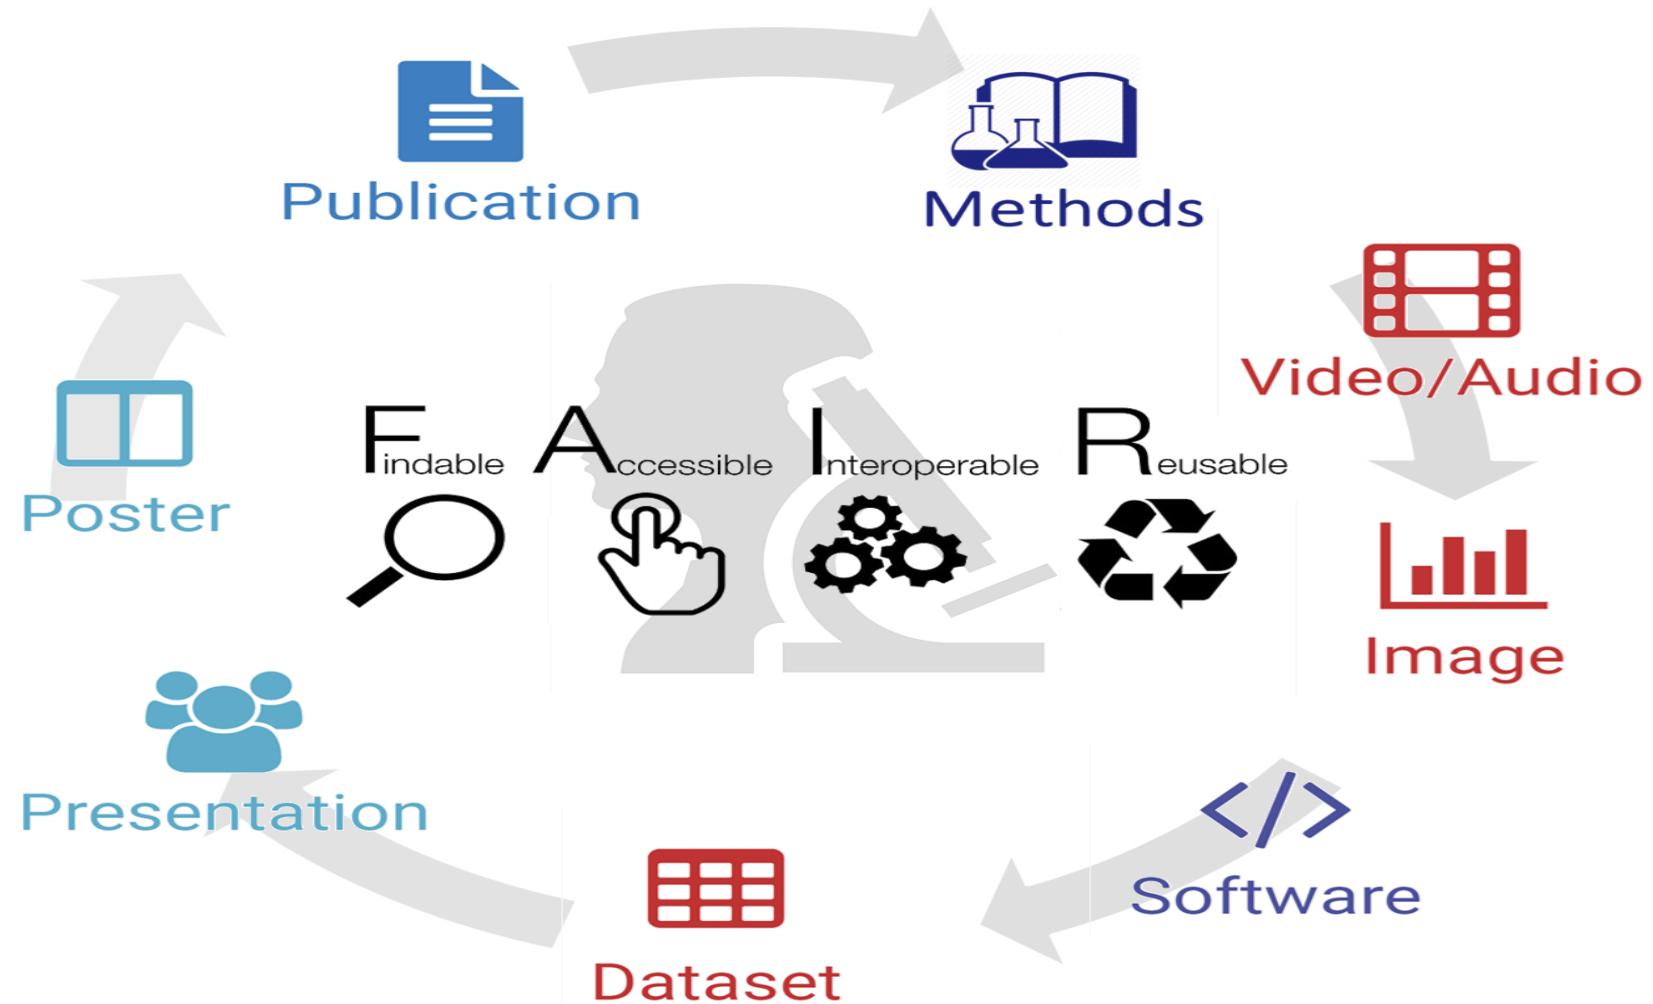 Publication
Methods
Video/Audio
Findable Accessible Interoperable Reusable
Poster
Image
Presentation
Software
Dataset